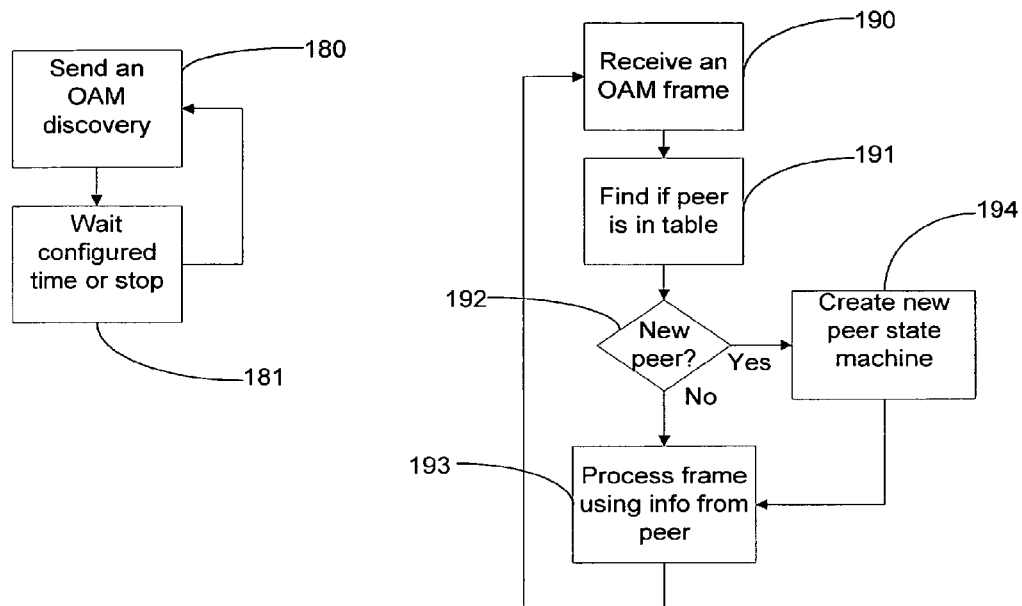 180
Send an
OAM
discovery
Wait
configured
time or stop
181
190
Receive an
OAM frame
191
Find if peer
is in table
192
New
peer?
Yes
No
194
Create new
peer state
machine
193
Process frame
using info from
peer